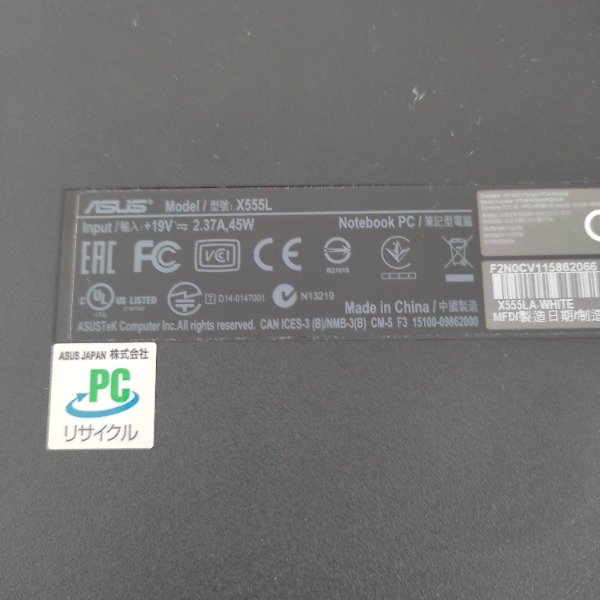 ASUS Model / 型號: X555L
Input / 輸入: +19V⎓ 2.37A,45W Notebook PC / 筆記型電腦
EAC FC VCI CE R31018
UL US LISTED T D14-0147001 N13219
Made in China / 中國製造
ASUSTeK Computer Inc.All rights reserved. CAN ICES-3 (B)/NMB-3(B) CM-5 F3 15100-09862000
F2N0CV115862066
X555LA-WHITE
MFD/製造日期/制造
ASUS JAPAN 株式会社
PC
リサイクル